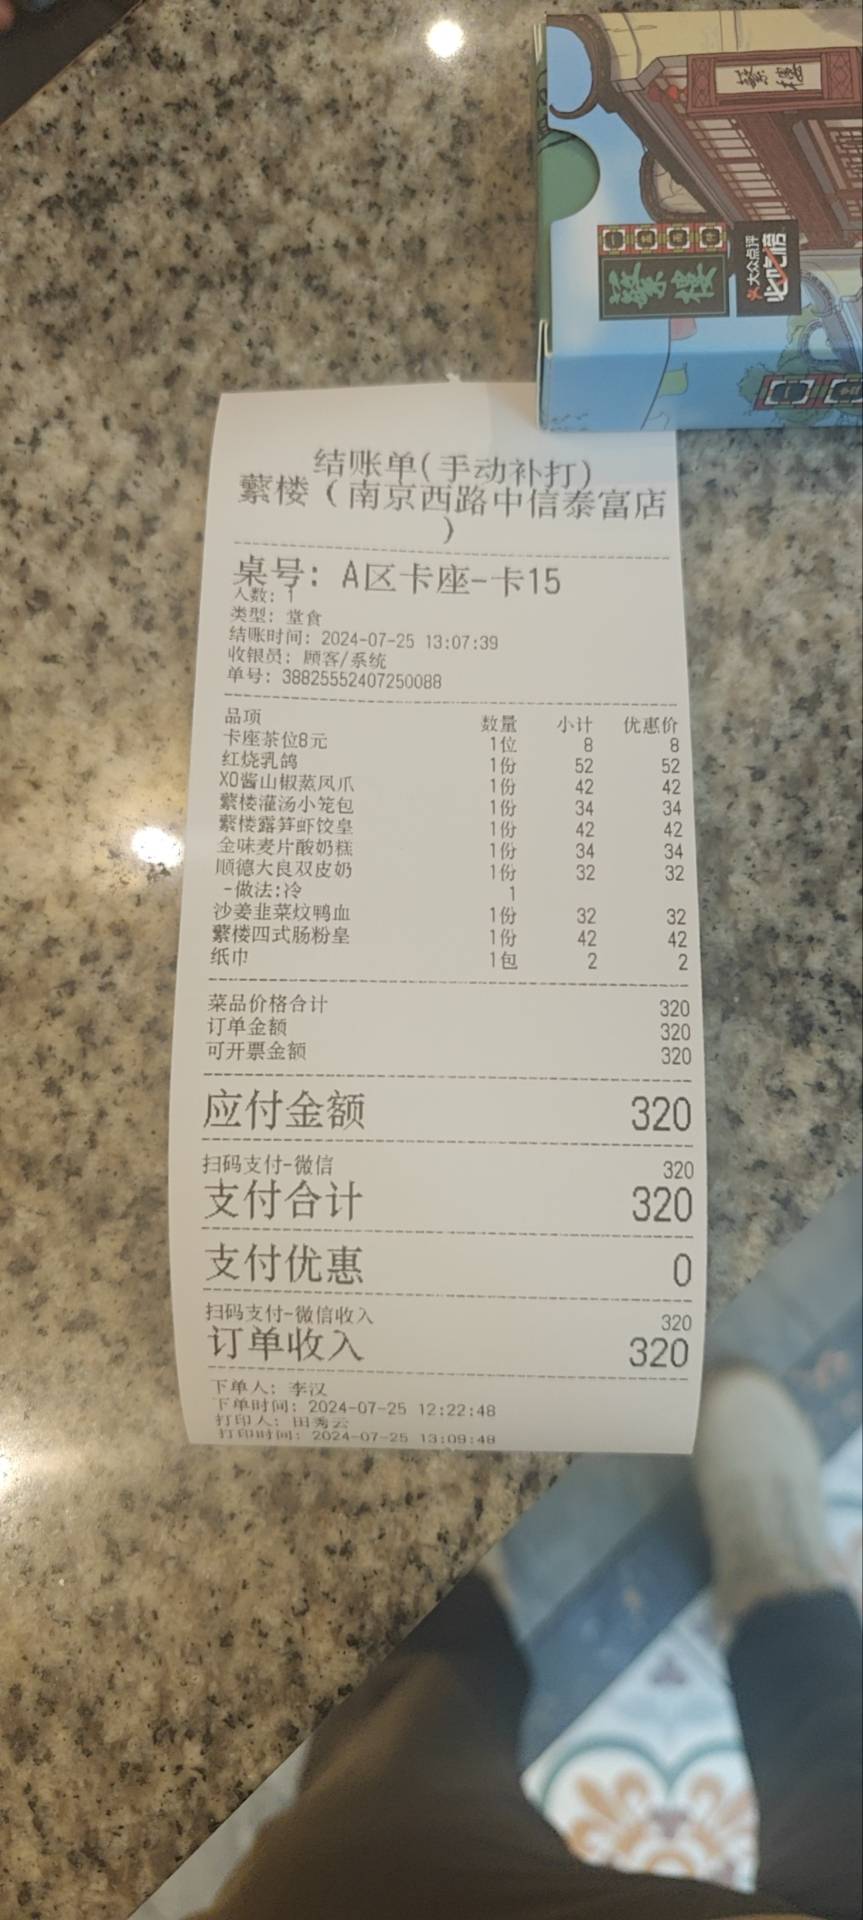 蘩楼
一盅两件
蘩楼
大众点评
必吃榜
结账单(手动补打)
蘩楼(南京西路中信泰富店
)
桌号: A区卡座-卡15
人数: 1
类型: 堂食
结账时间: 2024-07-25 13:07:39
收银员: 顾客/系统
单号: 38825552407250088
品项 数量 小计 优惠价
卡座茶位8元 1位 8 8
红烧乳鸽 1份 52 52
XO酱山椒蒸凤爪 1份 42 42
蘩楼灌汤小笼包 1份 34 34
蘩楼露笋虾饺皇 1份 42 42
金味麦片酸奶糕 1份 34 34
顺德大良双皮奶 1份 32 32
-做法:冷 1
沙姜韭菜炆鸭血 1份 32 32
蘩楼四式肠粉皇 1份 42 42
纸巾 1包 2 2
菜品价格合计 320
订单金额 320
可开票金额 320
应付金额 320
扫码支付-微信 320
支付合计 320
支付优惠 0
扫码支付-微信收入 320
订单收入 320
下单人: 李汉
下单时间: 2024-07-25 12:22:48
打印人: 田秀云
打印时间: 2024-07-25 13:09:48